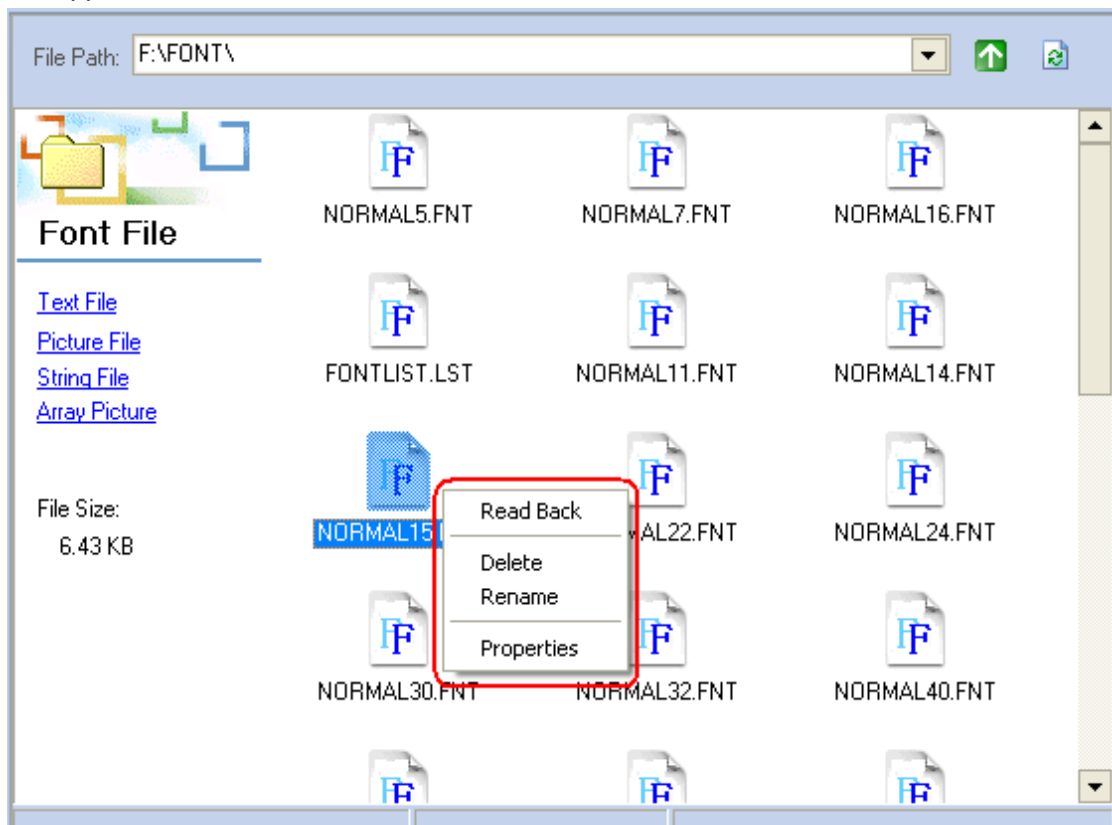 File Path: F:\FONT\
Font File
Text File
Picture File
String File
Array Picture
File Size:
6.43 KB
NORMAL5.FNT NORMAL7.FNT NORMAL16.FNT
FONTLIST.LST NORMAL11.FNT NORMAL14.FNT
NORMAL15 AL22.FNT NORMAL24.FNT
Read Back
Delete
Rename
Properties
NORMAL30.FNT NORMAL32.FNT NORMAL40.FNT